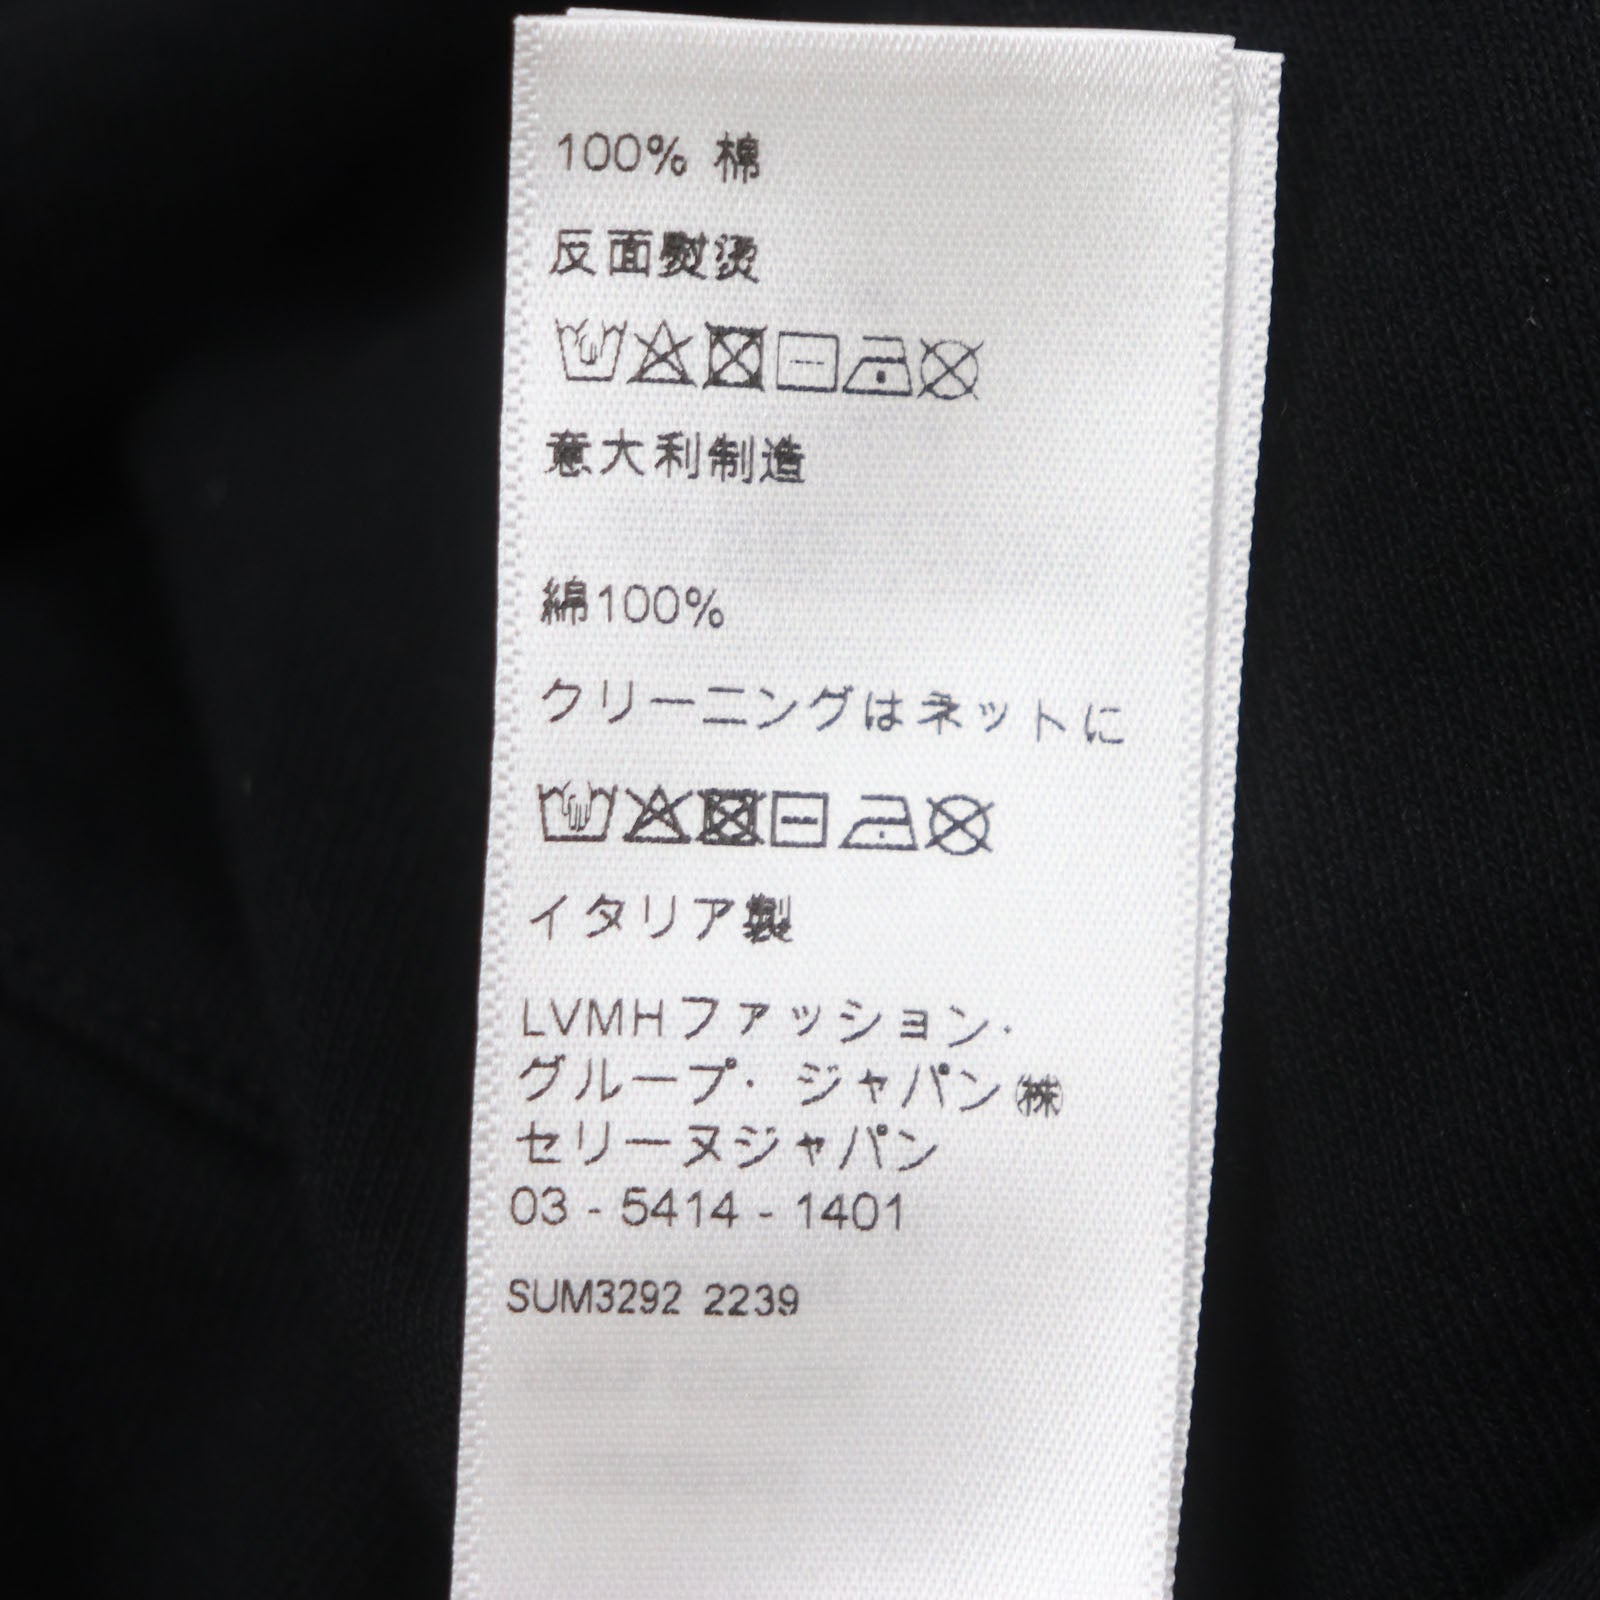 100% 棉
反面熨烫
意大利制造
綿100%
クリーニングはネットに
イタリア製
LVMHファッション・
グループ・ジャパン㈱
セリーヌジャパン
03 - 5414 - 1401
SUM3292 2239